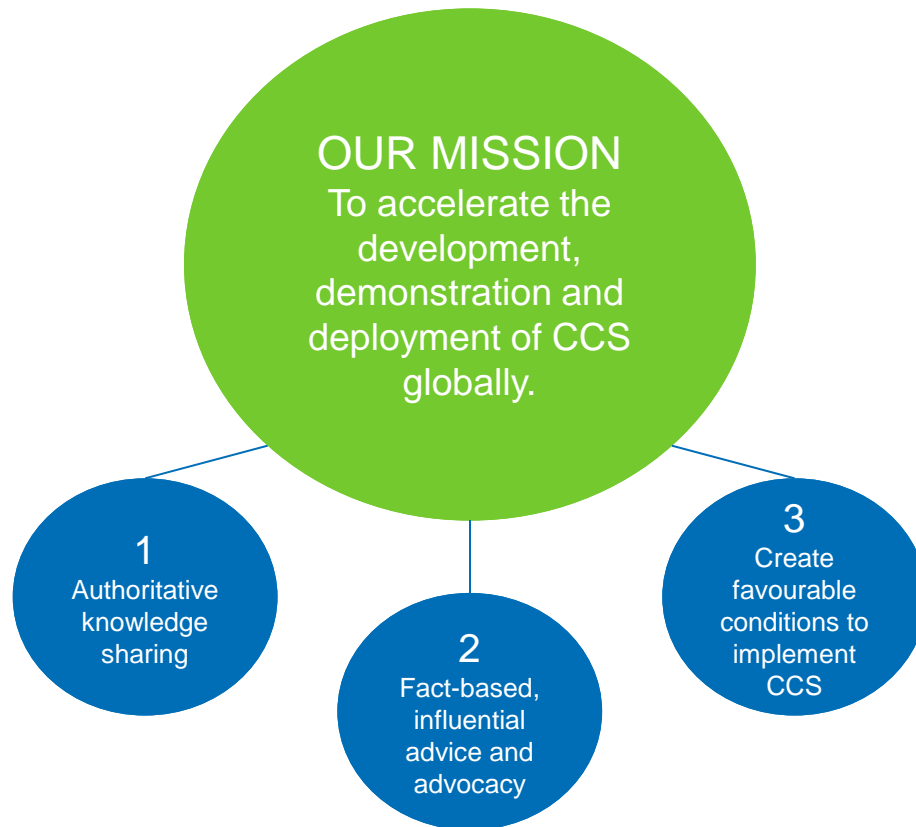 OUR MISSION
To accelerate the
development,
demonstration and
deployment of CCS
globally.
1
Authoritative
knowledge
sharing
2
Fact-based,
influential
advice and
advocacy
3
Create
favourable
conditions to
implement
CCS